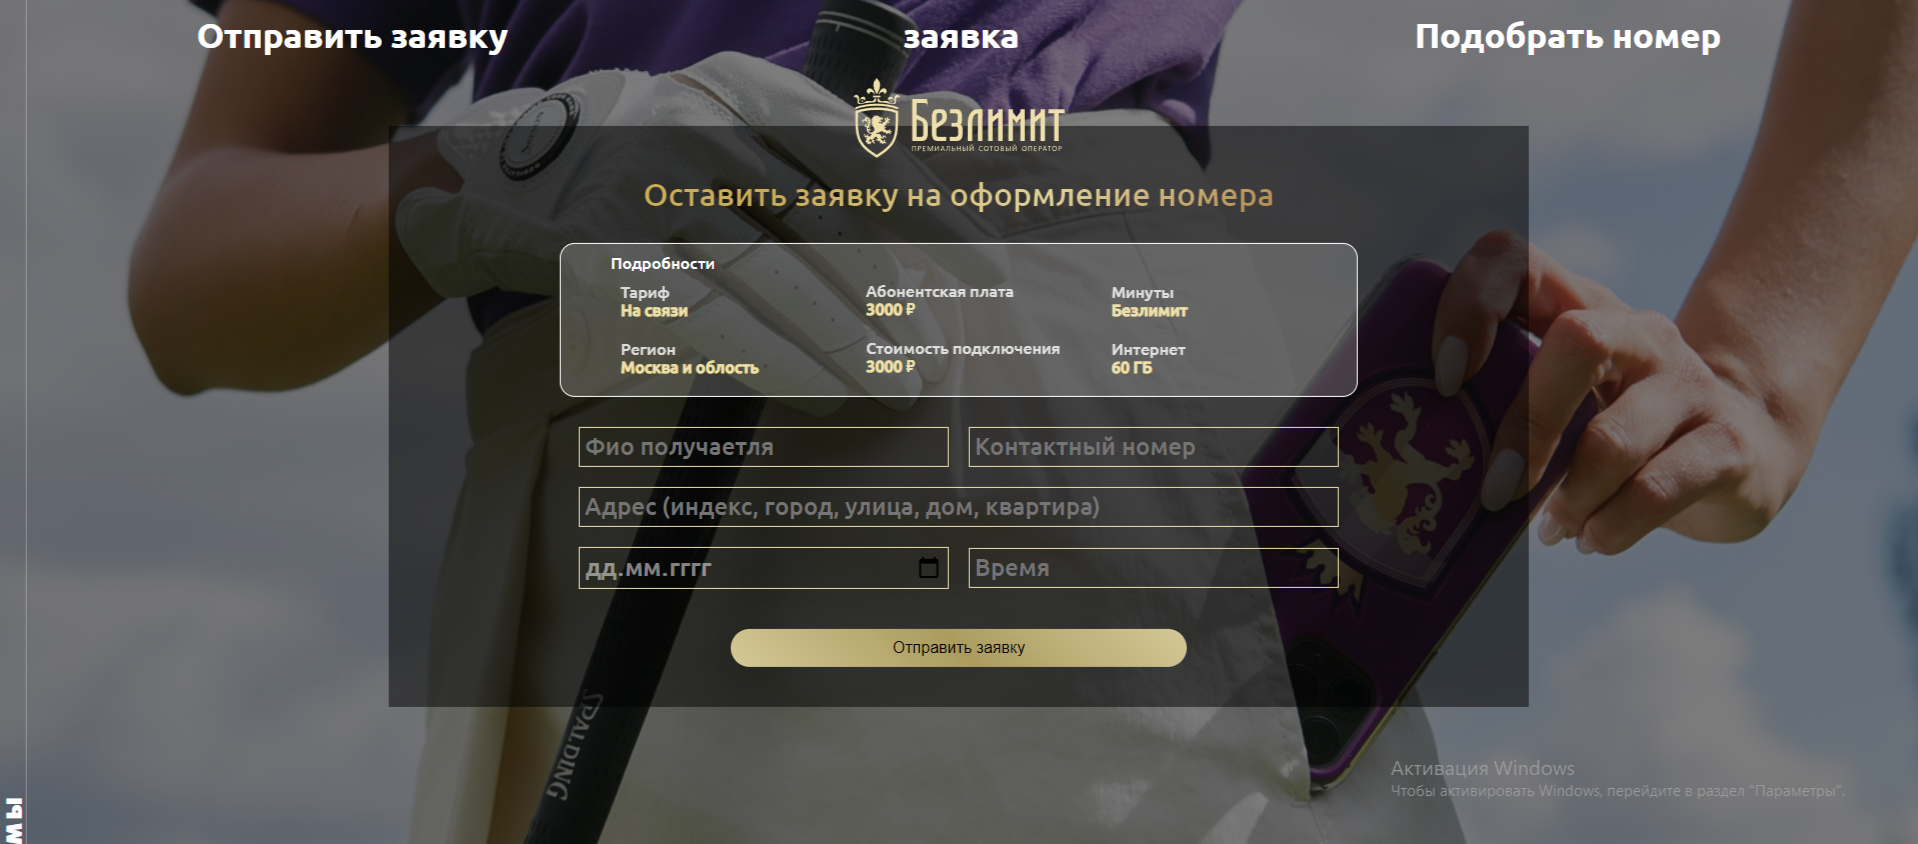 Отправить заявку
заявка
Подобрать номер
Безлимит
ПРЕМИАЛЬНЫЙ СОТОВЫЙ ОПЕРАТОР
Оставить заявку на оформление номера
Подробности
Тариф
На связи
Абонентская плата
3000 ₽
Минуты
Безлимит
Регион
Москва и облость
Стоимость подключения
3000 ₽
Интернет
60 ГБ
Фио получаетля
Контактный номер
Адрес (индекс, город, улица, дом, квартира)
дд.мм.гггг
Время
Отправить заявку
SPALDING
Активация Windows
Чтобы активировать Windows, перейдите в раздел "Параметры".
мы